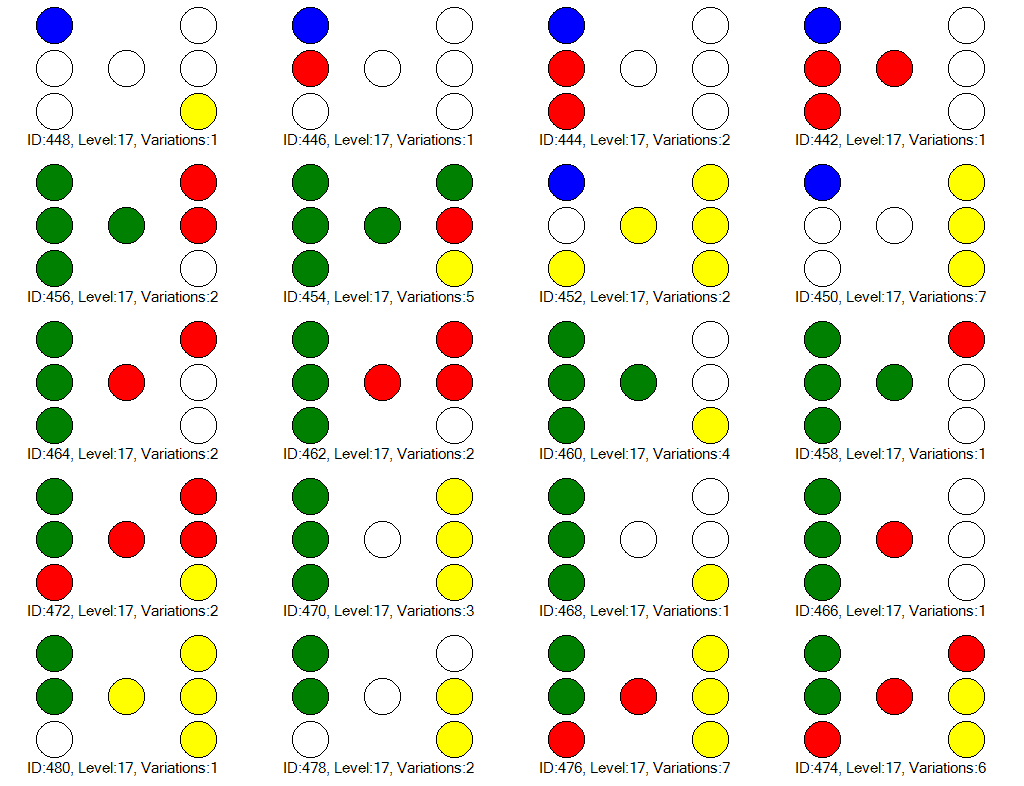 ID:448, Level:17, Variations:1
ID:446, Level:17, Variations:1
ID:444, Level:17, Variations:2
ID:442, Level:17, Variations:1
ID:456, Level:17, Variations:2
ID:454, Level:17, Variations:5
ID:452, Level:17, Variations:2
ID:450, Level:17, Variations:7
ID:464, Level:17, Variations:2
ID:462, Level:17, Variations:2
ID:460, Level:17, Variations:4
ID:458, Level:17, Variations:1
ID:472, Level:17, Variations:2
ID:470, Level:17, Variations:3
ID:468, Level:17, Variations:1
ID:466, Level:17, Variations:1
ID:480, Level:17, Variations:1
ID:478, Level:17, Variations:2
ID:476, Level:17, Variations:7
ID:474, Level:17, Variations:6